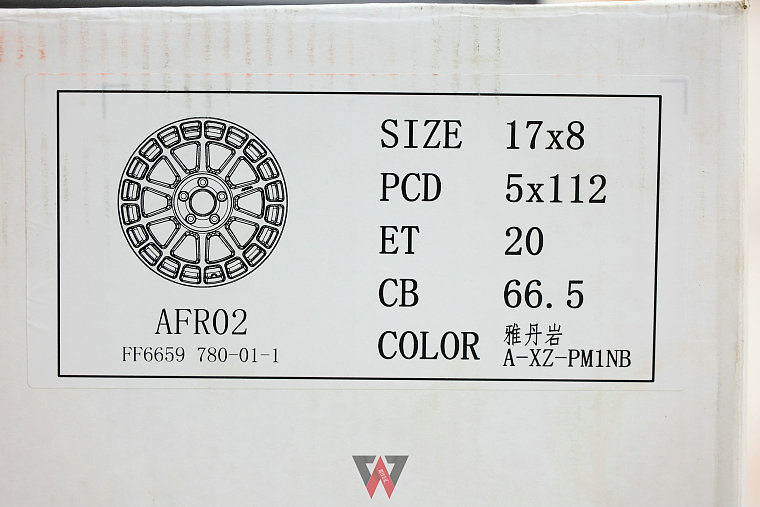 SIZE 17x8
PCD 5x112
ET 20
CB 66.5
COLOR 雅丹岩
A-XZ-PM1NB
AFR02
FF6659 780-01-1